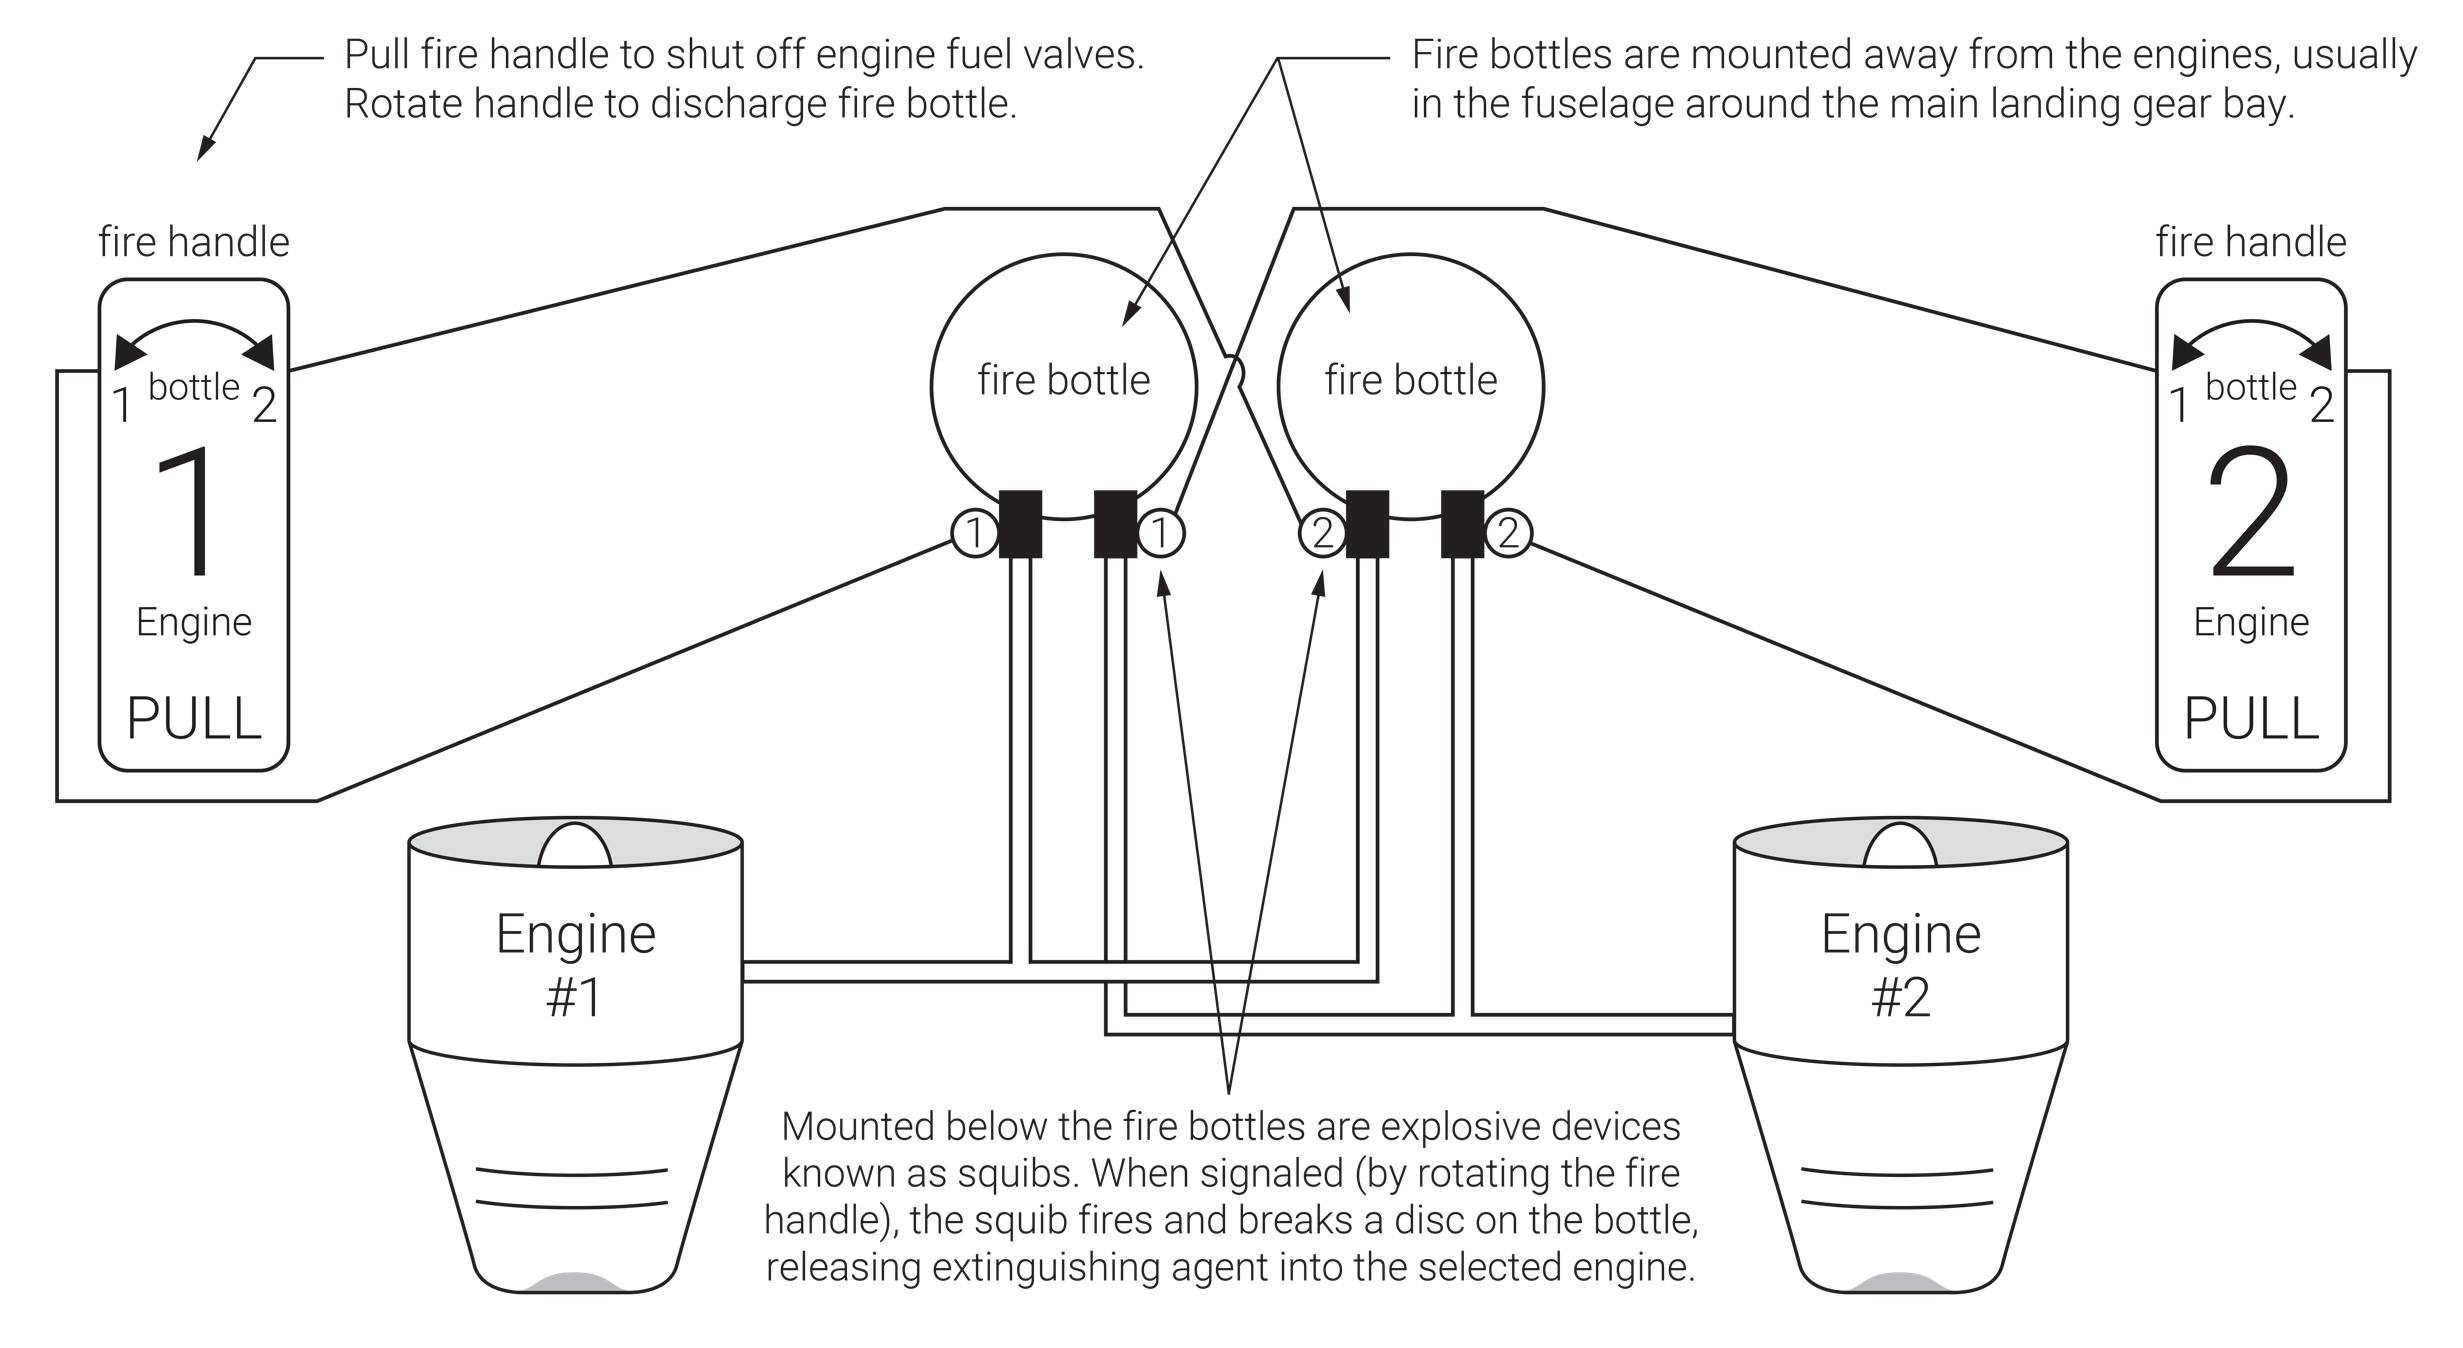 Pull fire handle to shut off engine fuel valves.
Rotate handle to discharge fire bottle.
Fire bottles are mounted away from the engines, usually
in the fuselage around the main landing gear bay.
fire handle
1 bottle 2
1
Engine
PULL
fire bottle
1
1
fire bottle
2
2
fire handle
1 bottle 2
2
Engine
PULL
Engine
#1
Engine
#2
Mounted below the fire bottles are explosive devices
known as squibs. When signaled (by rotating the fire
handle), the squib fires and breaks a disc on the bottle,
releasing extinguishing agent into the selected engine.